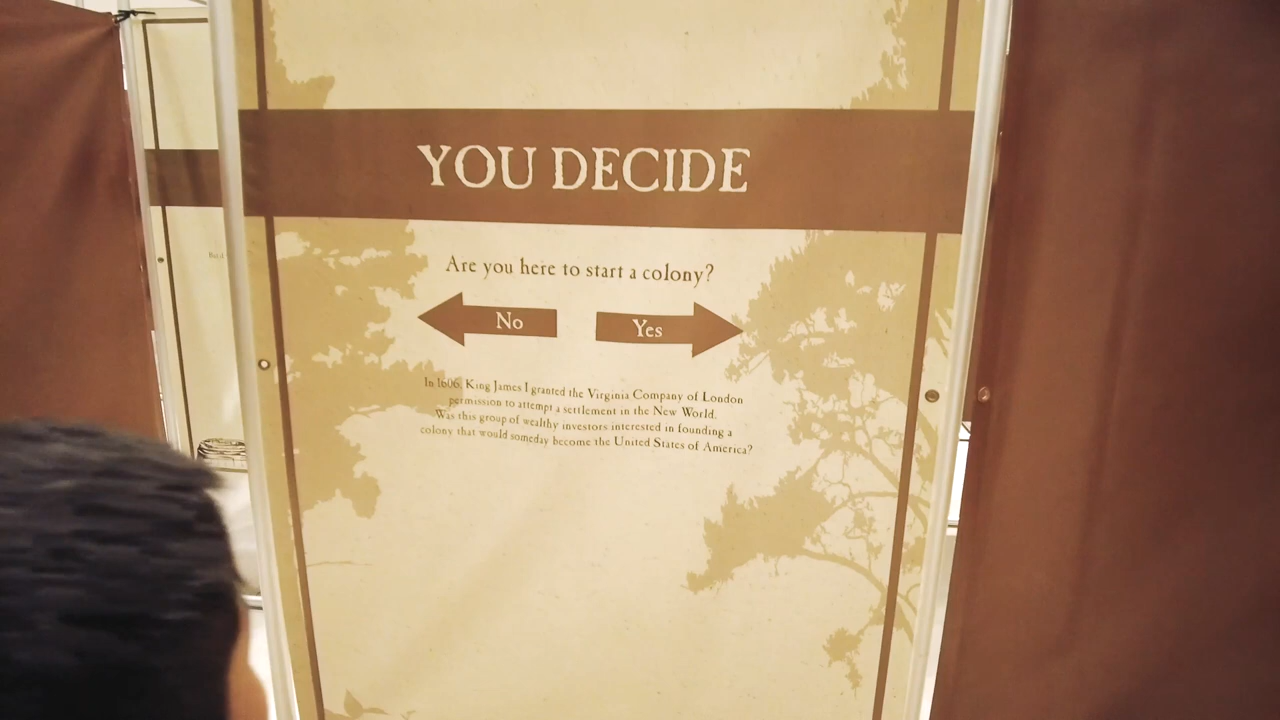 YOU DECIDE
Are you here to start a colony?
No
Yes
In 1606, King James I granted the Virginia Company of London
permission to attempt a settlement in the New World.
Was this group of wealthy investors interested in founding a
colony that would someday become the United States of America?